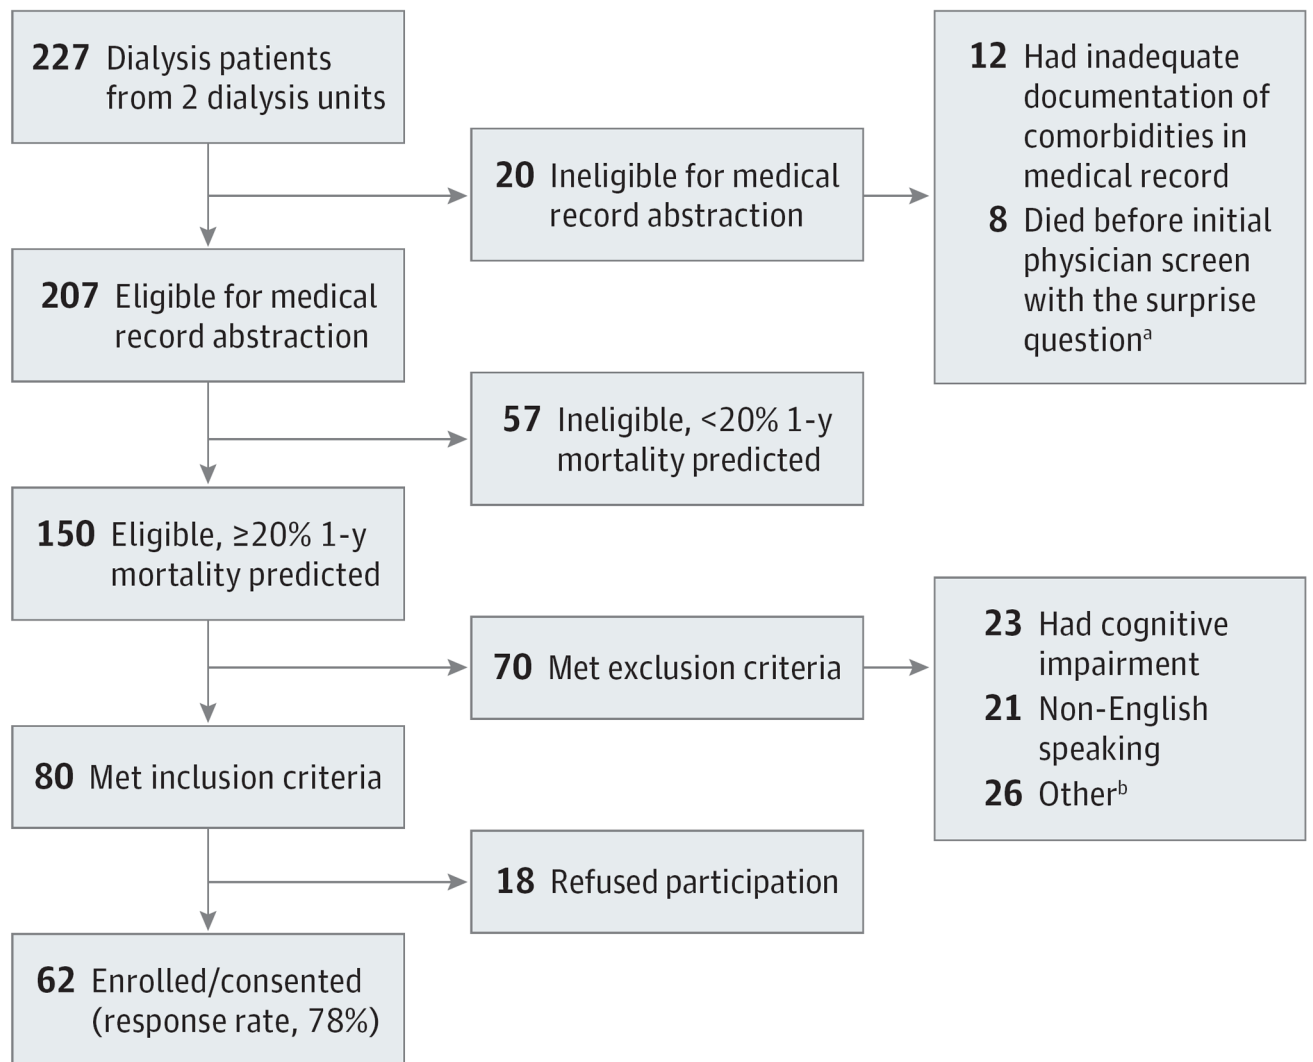 227 Dialysis patients
from 2 dialysis units
20 Ineligible for medical
record abstraction
12 Had inadequate
documentation of
comorbidities in
medical record
8 Died before initial
physician screen
with the surprise
questionᵃ
207 Eligible for medical
record abstraction
57 Ineligible, <20% 1-y
mortality predicted
150 Eligible, ≥20% 1-y
mortality predicted
70 Met exclusion criteria
23 Had cognitive
impairment
21 Non-English
speaking
26 Otherᵇ
80 Met inclusion criteria
18 Refused participation
62 Enrolled/consented
(response rate, 78%)